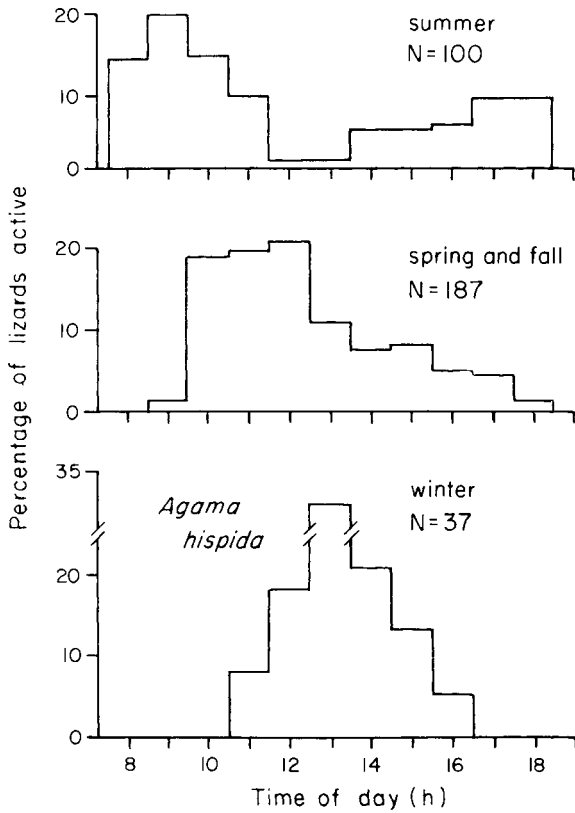 20
10
0
summer
N=100
20
10
0
spring and fall
N=187
Percentage of lizards active
35
20
10
0
Agama
hispida
winter
N=37
8 10 12 14 16 18
Time of day (h)